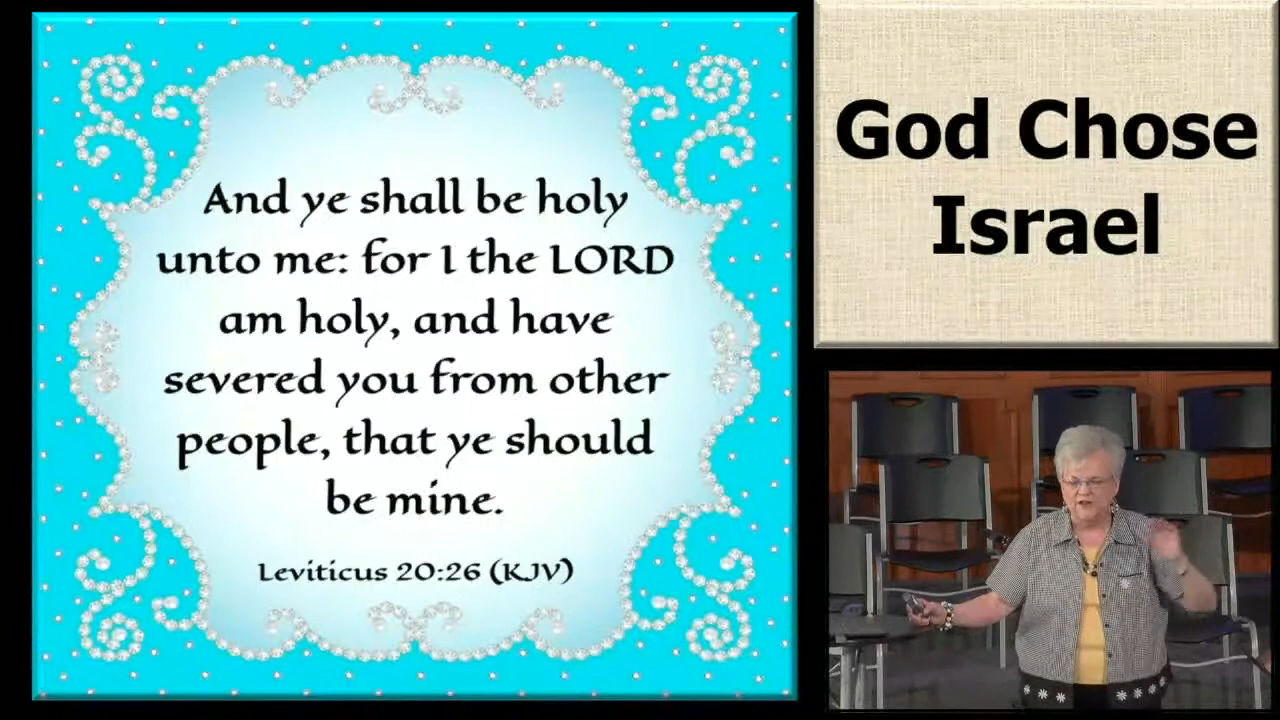 And ye shall be holy
unto me: for I the LORD
am holy, and have
severed you from other
people, that ye should
be mine.
Leviticus 20:26 (KJV)
God Chose
Israel